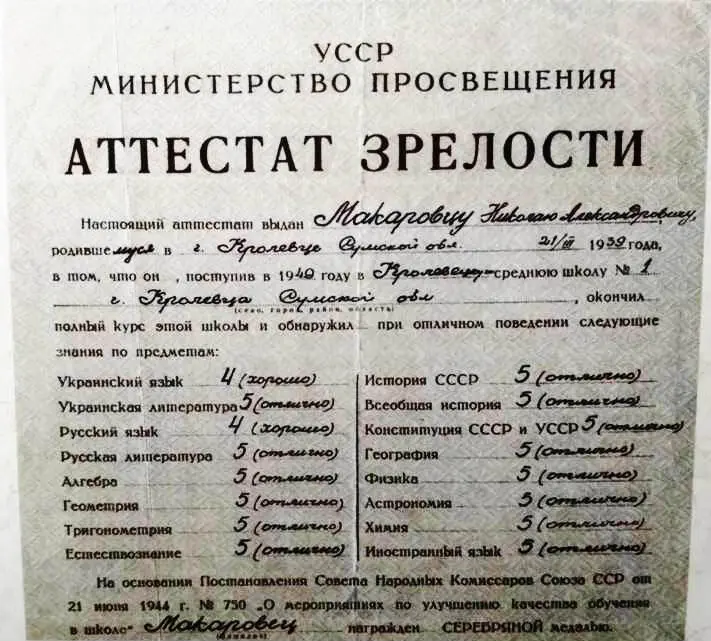 УССР
МИНИСТЕРСТВО ПРОСВЕЩЕНИЯ
АТТЕСТАТ ЗРЕЛОСТИ
Настоящий аттестат выдан Макаровцу Николаю Александровичу,
родившемуся в г. Кролевце Сумской обл. 21/III 1939 года,
в том, что он , поступив в 1949 году в Кролевецкую среднюю школу № 1
г. Кролевца Сумской обл , окончил
(село, город, район, область)
полный курс этой школы и обнаружил при отличном поведении следующие
знания по предметам:
Украинский язык 4 (хорошо)
Украинская литература 5 (отлично)
Русский язык 4 (хорошо)
Русская литература 5 (отлично)
Алгебра 5 (отлично)
Геометрия 5 (отлично)
Тригонометрия 5 (отлично)
Естествознание 5 (отлично)
История СССР 5 (отлично)
Всеобщая история 5 (отлично)
Конституция СССР и УССР 5 (отлично)
География 5 (отлично)
Физика 5 (отлично)
Астрономия 5 (отлично)
Химия 5 (отлично)
Иностранный язык 5 (отлично)
На основании Постановления Совета Народных Комиссаров Союза ССР от
21 июня 1944 г. № 750 „О мероприятиях по улучшению качества обучения
в школе" Макаровец награжден СЕРЕБРЯНОЙ медалью.
(фамилия)